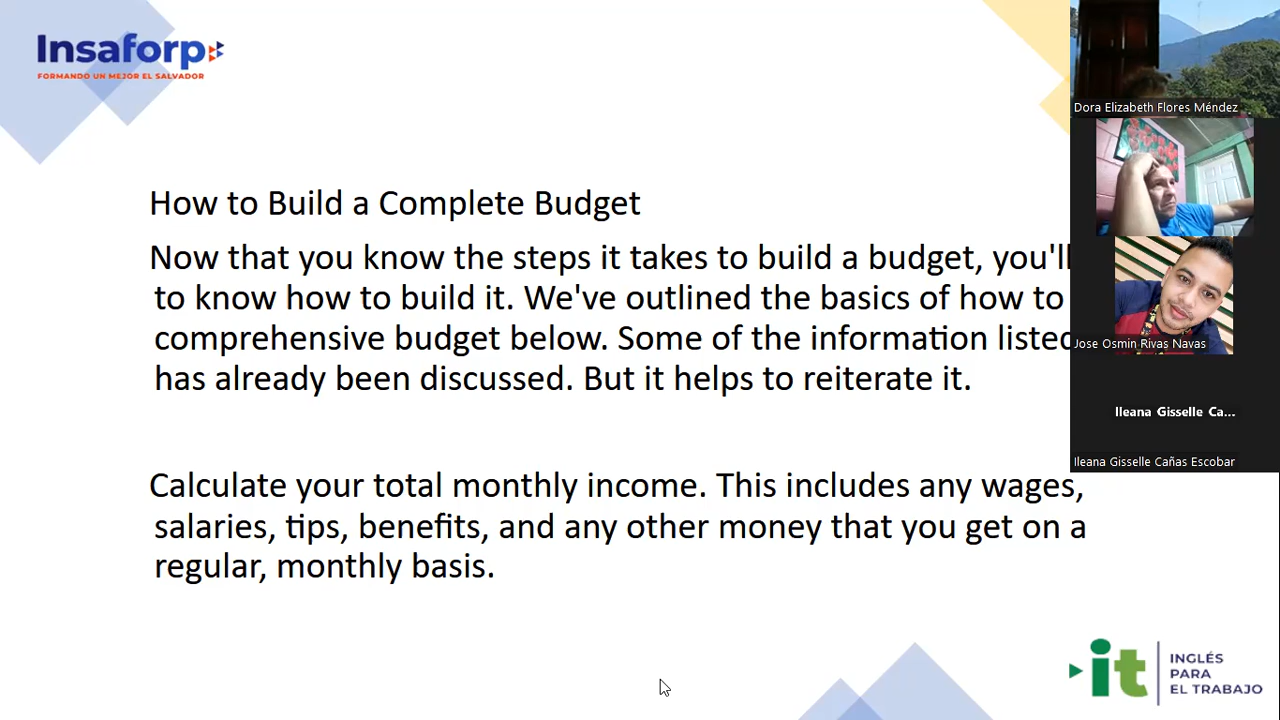 Insaforp
FORMANDO UN MEJOR EL SALVADOR
How to Build a Complete Budget
Now that you know the steps it takes to build a budget, you'll
to know how to build it. We've outlined the basics of how to
comprehensive budget below. Some of the information listed
has already been discussed. But it helps to reiterate it.
Calculate your total monthly income. This includes any wages,
salaries, tips, benefits, and any other money that you get on a
regular, monthly basis.
Dora Elizabeth Flores Méndez
Jose Osmin Rivas Navas
Ileana Gisselle Ca...
Ileana Gisselle Cañas Escobar
it
INGLÉS
PARA
EL TRABAJO